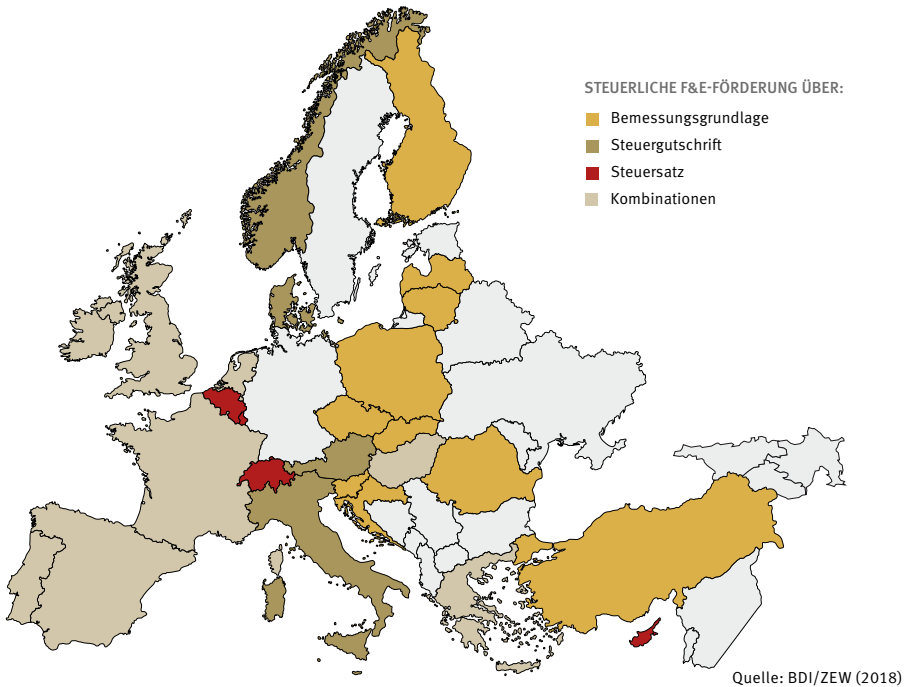 STEUERLICHE F&E-FÖRDERUNG ÜBER:
Bemessungsgrundlage
Steuergutschrift
Steuersatz
Kombinationen
Quelle: BDI/ZEW (2018)